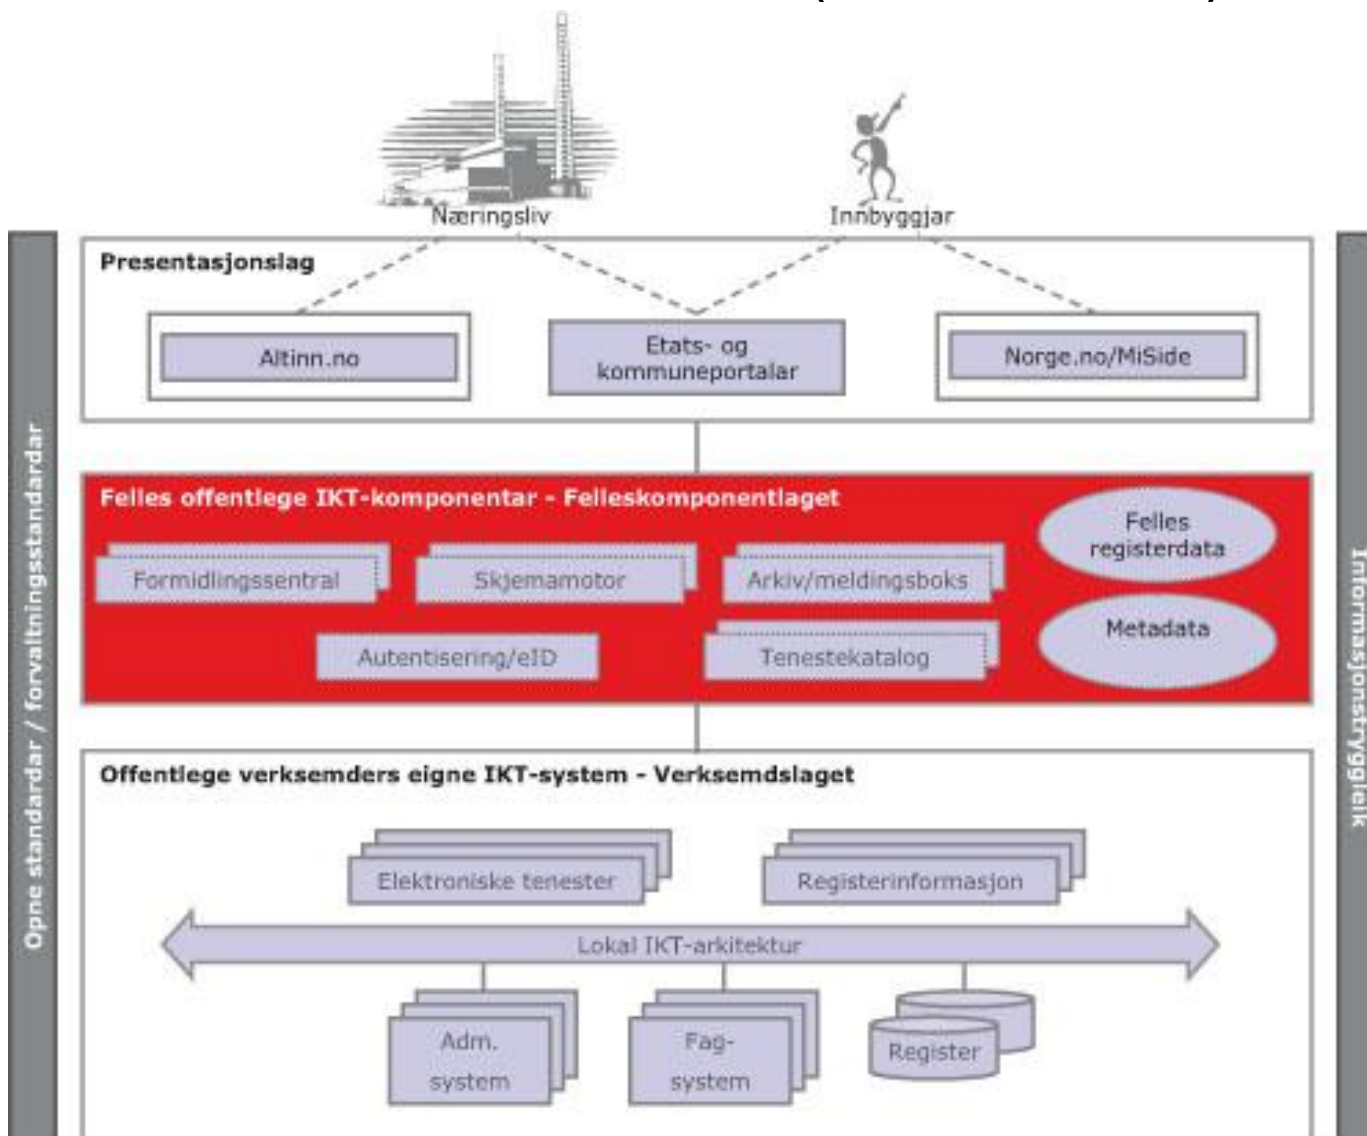 Næringsliv
Innbyggjar
Presentasjonslag
Altinn.no
Etats- og
kommuneportalar
Norge.no/MiSide
Opne standardar / forvaltningsstandardar
Informasjonstryggleik
Felles offentlege IKT-komponentar - Felleskomponentlaget
Felles
registerdata
Formidlingssentral
Skjemamotor
Arkiv/meldingsboks
Metadata
Autentisering/eID
Tenestekatalog
Offentlege verksemders eigne IKT-system - Verksemdslaget
Elektroniske tenester
Registerinformasjon
Lokal IKT-arkitektur
Adm.
system
Fag-
system
Register